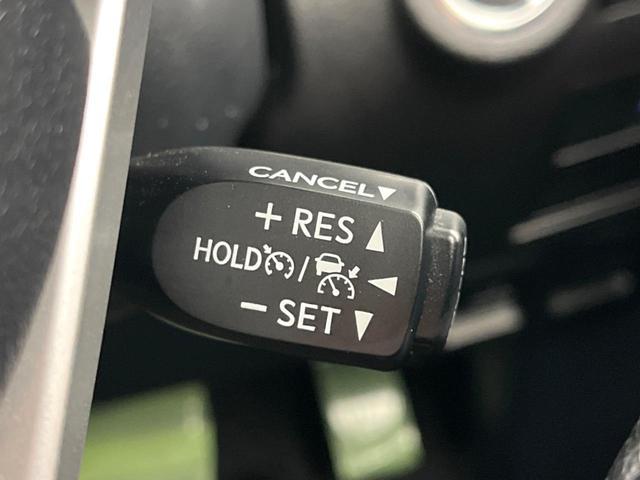 CANCEL▼
+ RES ▲
HOLD / ◀
− SET ▼